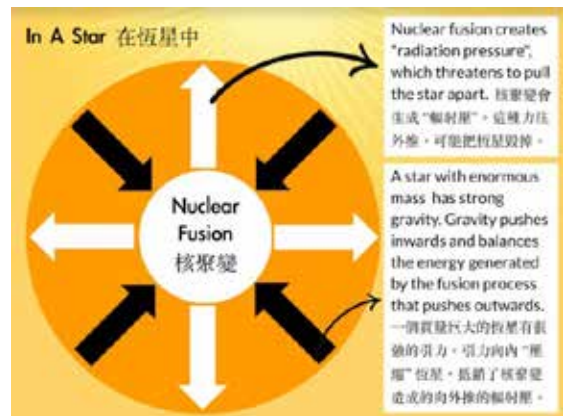 In A Star 在恆星中
Nuclear
Fusion
核聚變
Nuclear fusion creates
"radiation pressure",
which threatens to pull
the star apart. 核聚變會
生成“輻射壓”。這種力往
外推，可能把恆星毀掉。
A star with enormous
mass has strong
gravity. Gravity pushes
inwards and balances
the energy generated
by the fusion process
that pushes outwards.
一個質量巨大的恆星有很
強的引力。引力向內“壓
縮”恆星，抵銷了核聚變
造成的向外推的輻射壓。